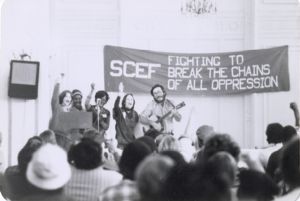 SCEF
FIGHTING TO
BREAK THE CHAINS
OF ALL OPPRESSION